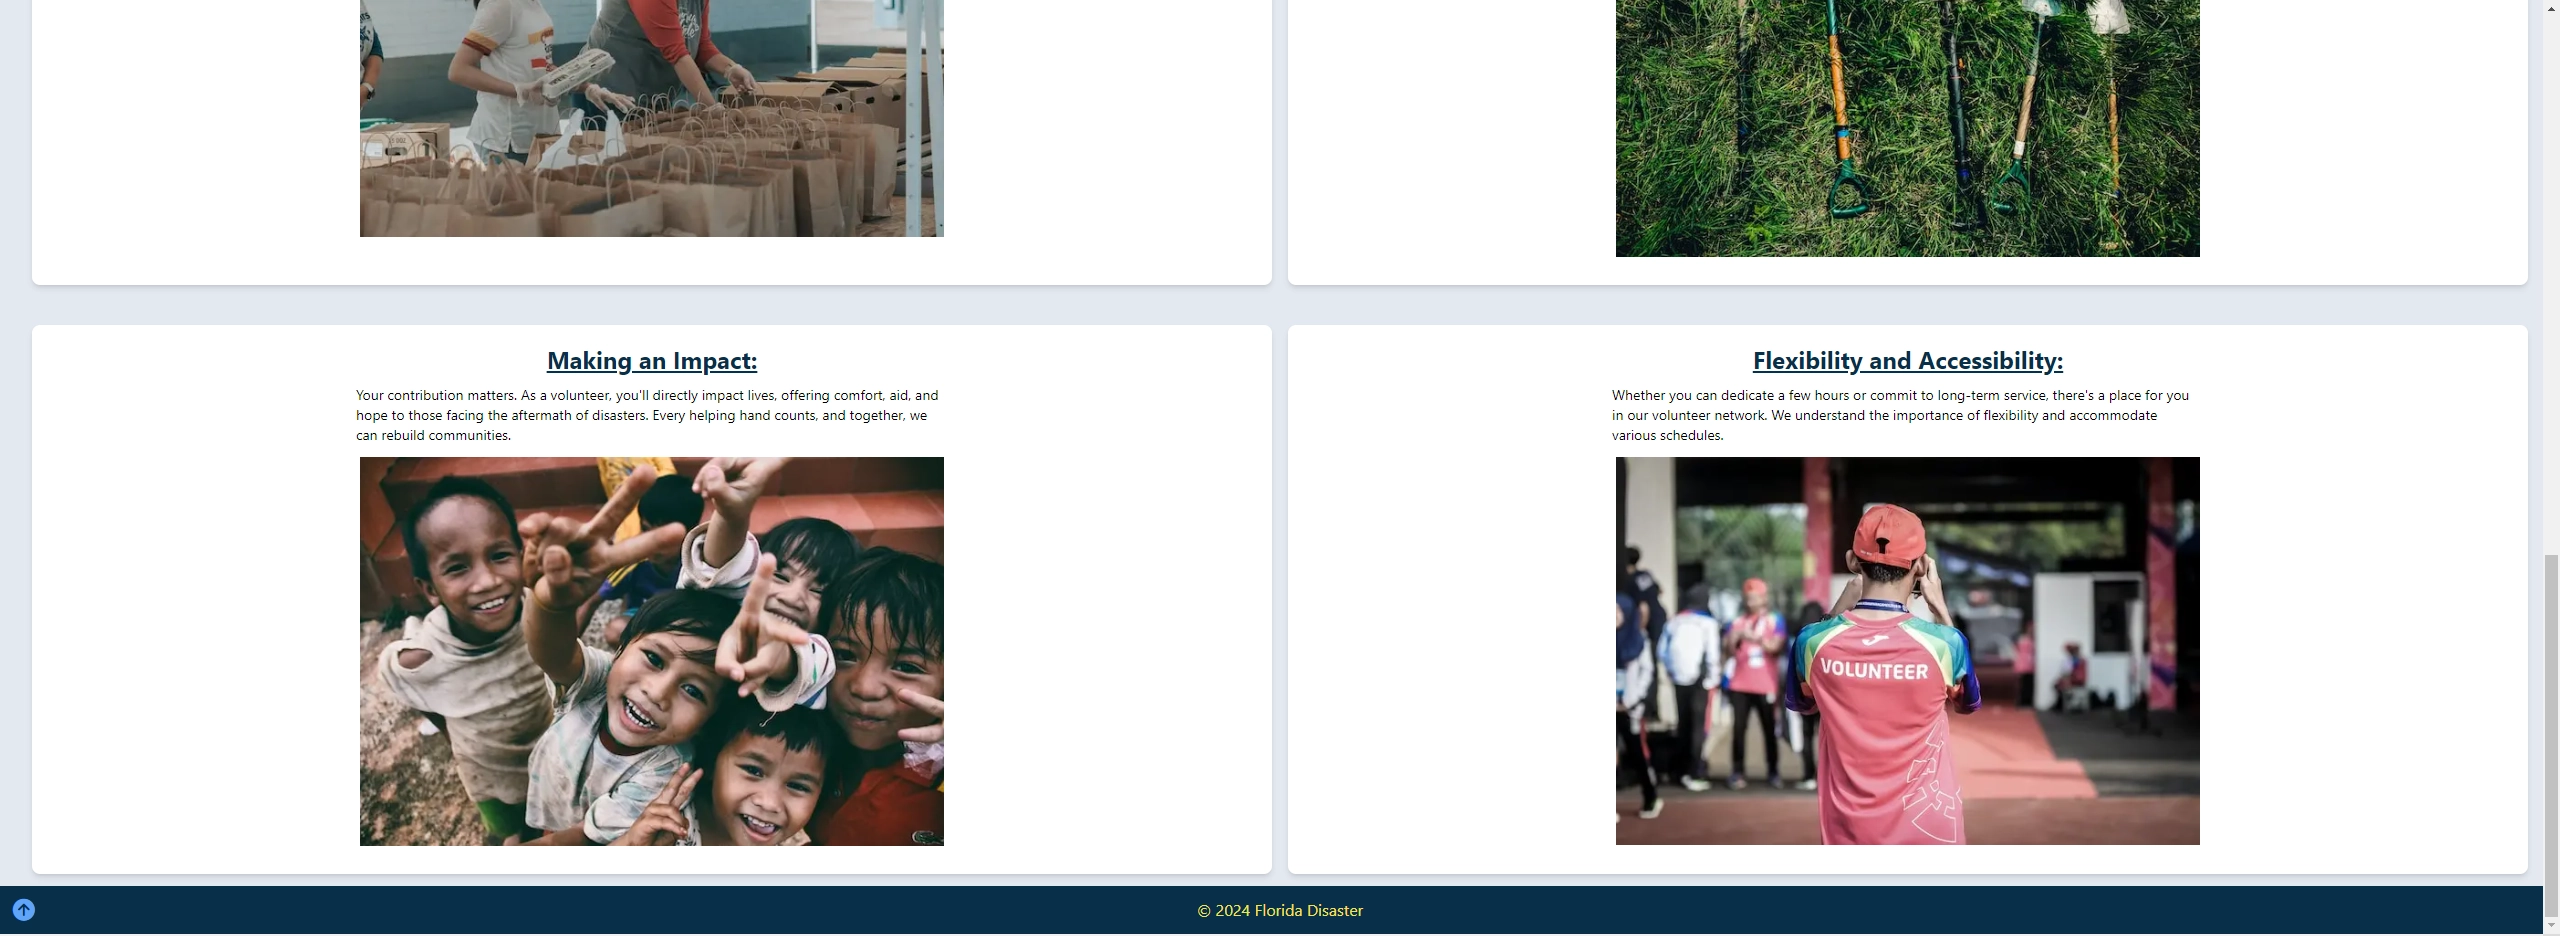 Making an Impact:
Your contribution matters. As a volunteer, you'll directly impact lives, offering comfort, aid, and
hope to those facing the aftermath of disasters. Every helping hand counts, and together, we
can rebuild communities.
Flexibility and Accessibility:
Whether you can dedicate a few hours or commit to long-term service, there's a place for you
in our volunteer network. We understand the importance of flexibility and accommodate
various schedules.
VOLUNTEER
© 2024 Florida Disaster